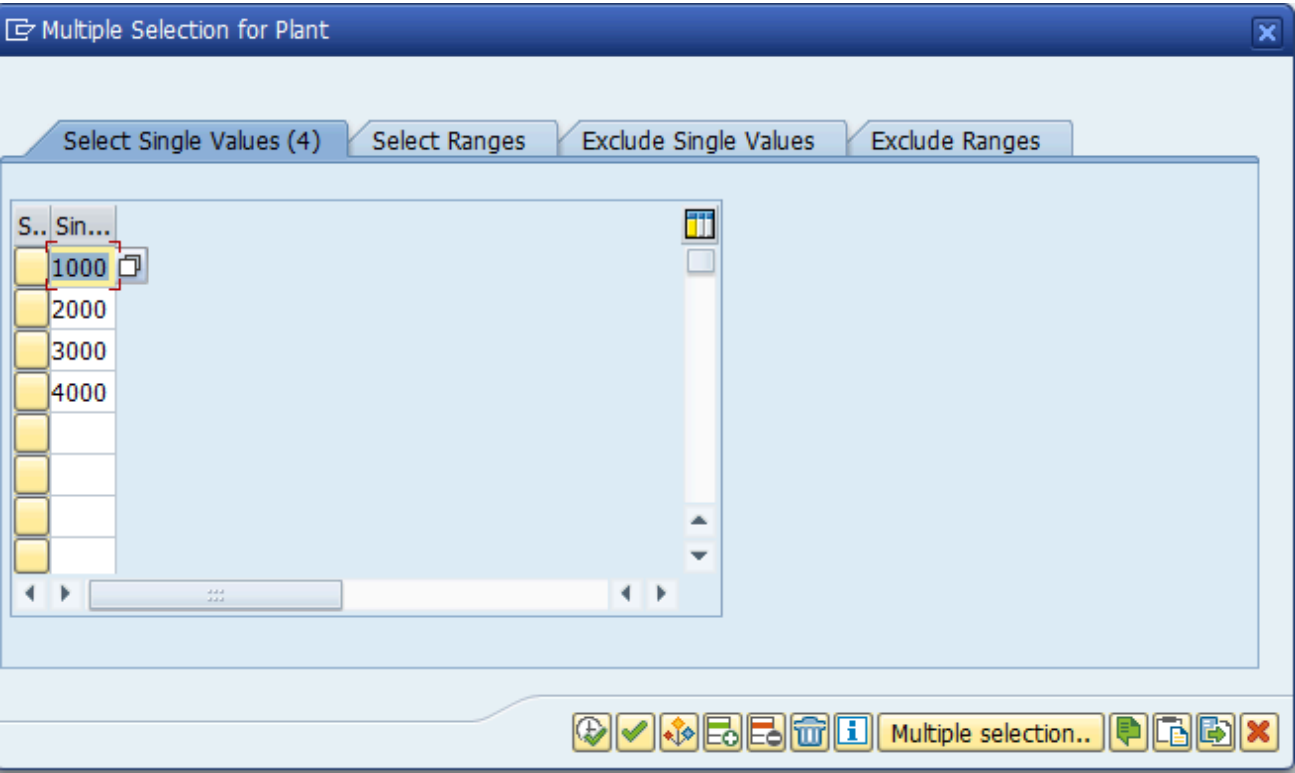 Multiple Selection for Plant
Select Single Values (4) Select Ranges Exclude Single Values Exclude Ranges
S.. Sin...
1000
2000
3000
4000
Multiple selection..